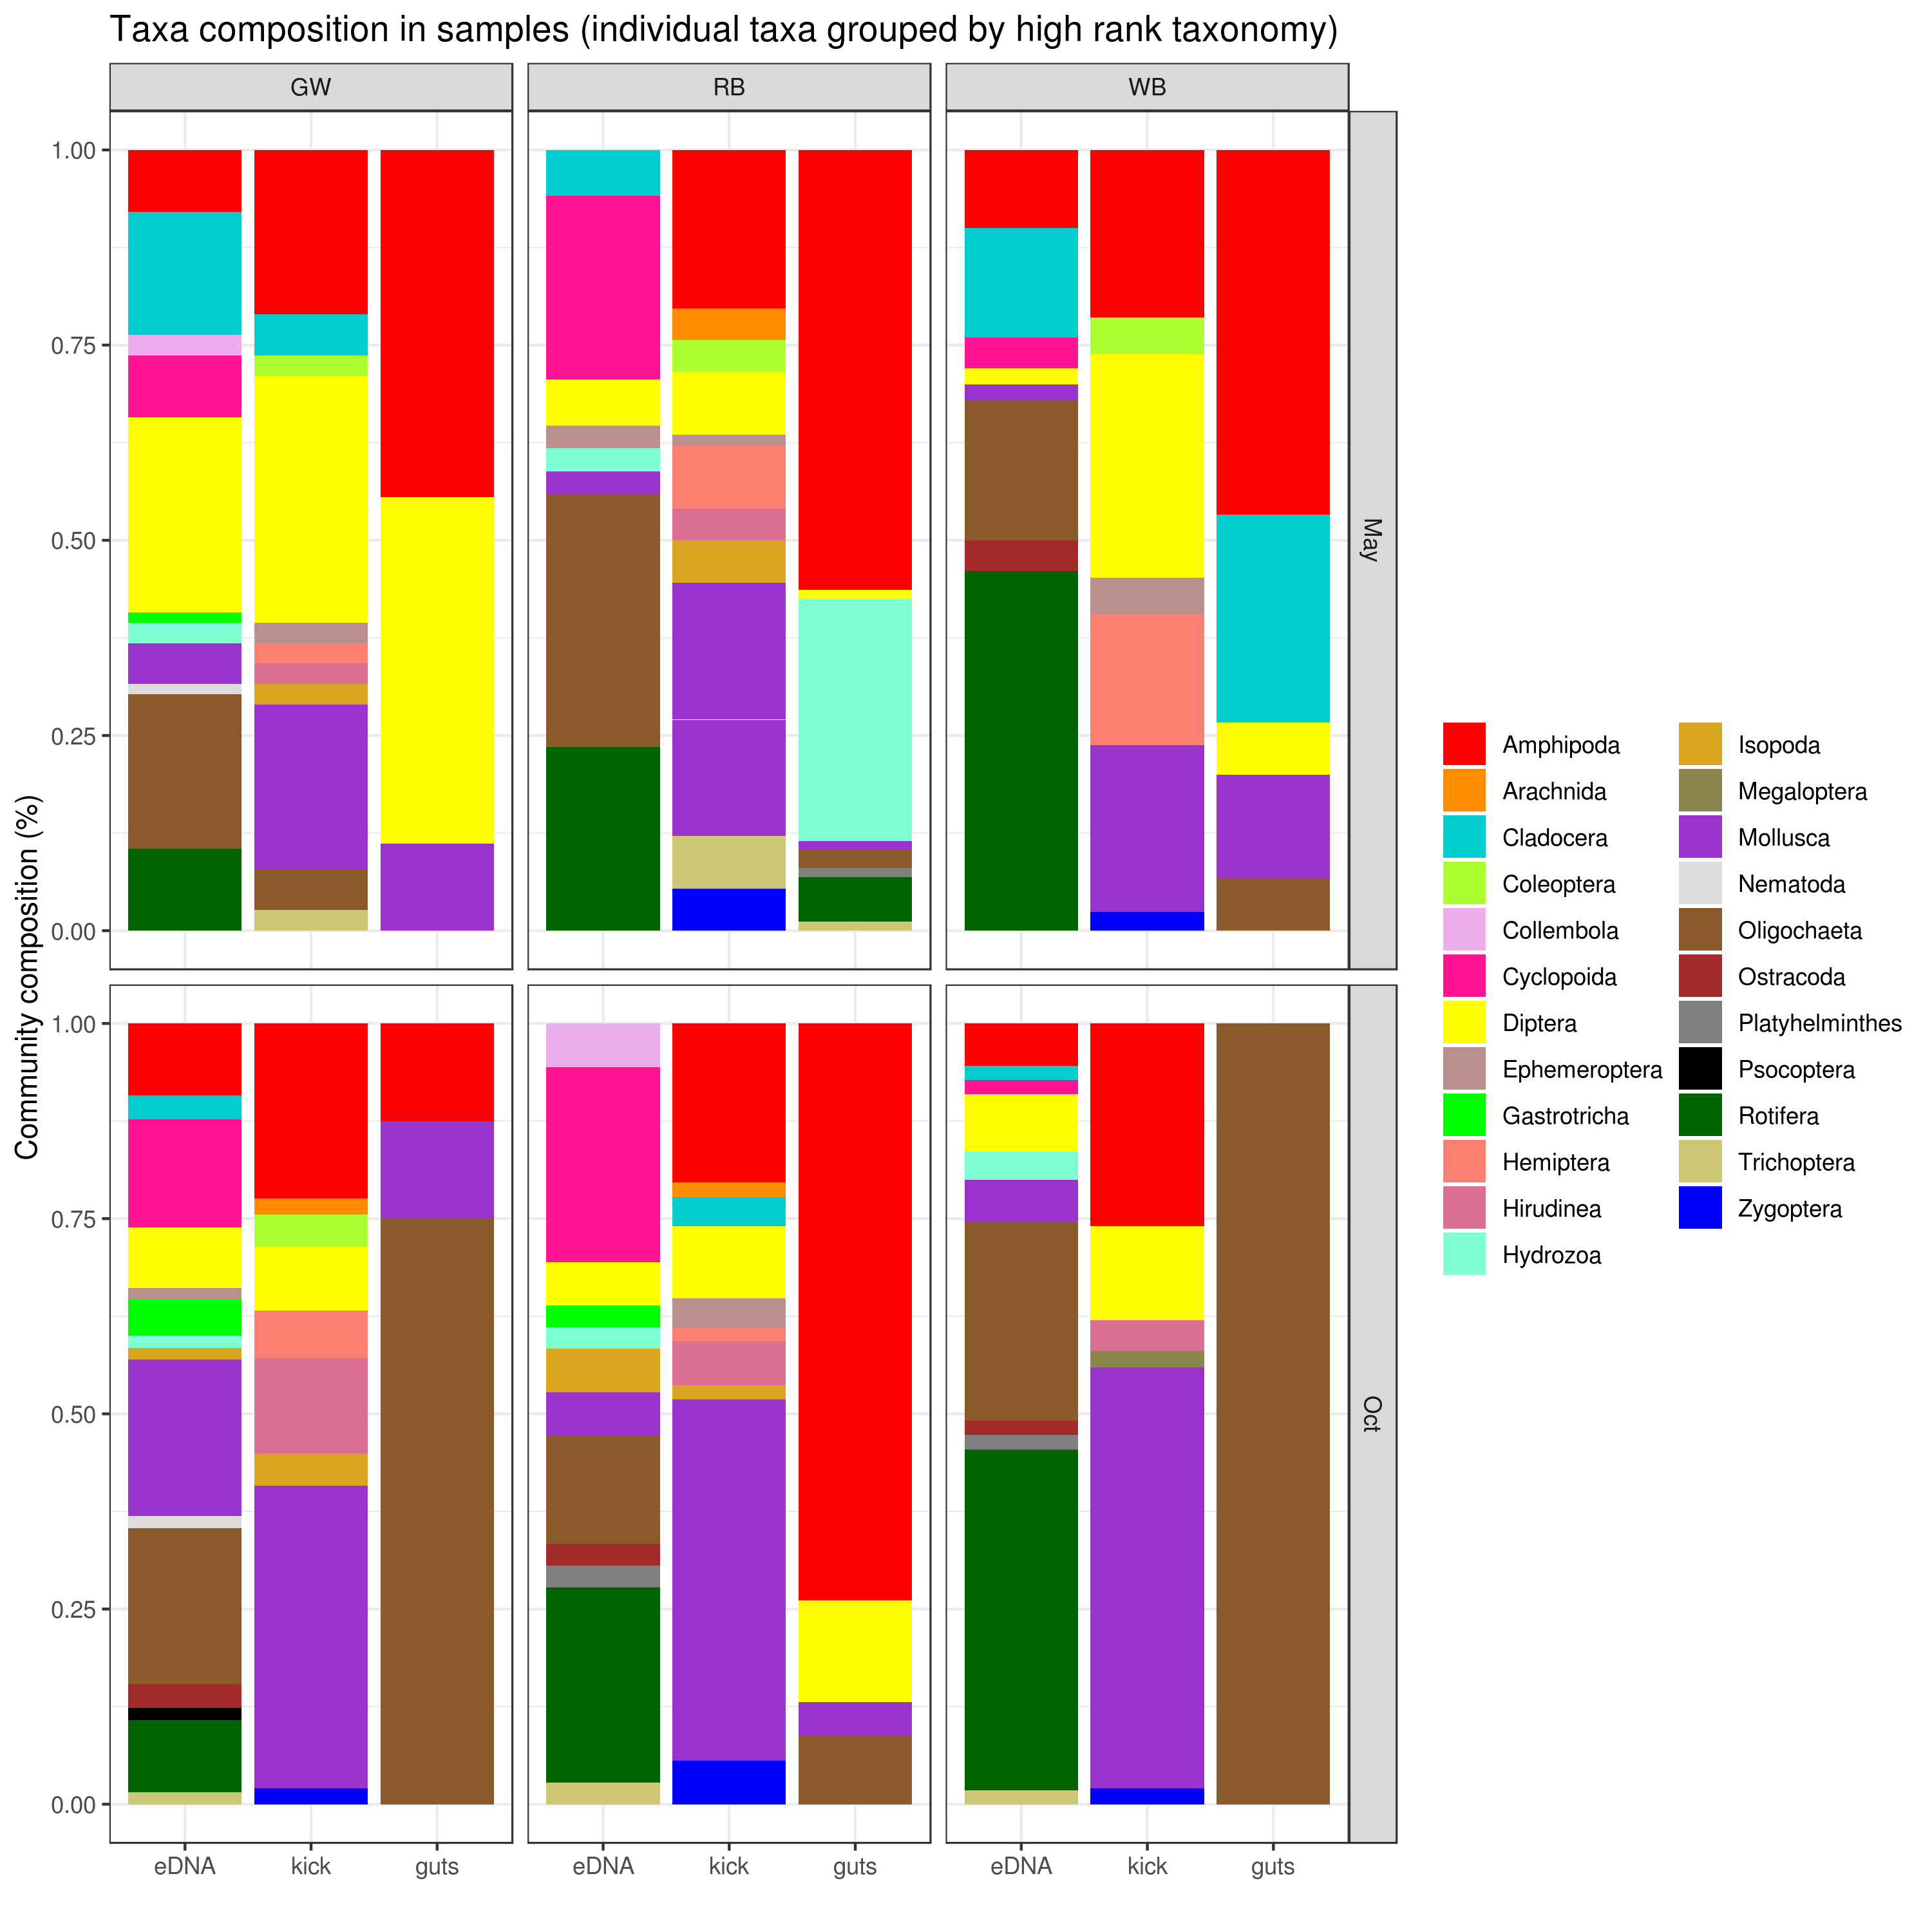 Taxa composition in samples (individual taxa grouped by high rank taxonomy)
GW
RB
WB
May
Oct
Community composition (%)
1.00
0.75
0.50
0.25
0.00
1.00
0.75
0.50
0.25
0.00
eDNA
kick
guts
eDNA
kick
guts
eDNA
kick
guts
Amphipoda
Arachnida
Cladocera
Coleoptera
Collembola
Cyclopoida
Diptera
Ephemeroptera
Gastrotricha
Hemiptera
Hirudinea
Hydrozoa
Isopoda
Megaloptera
Mollusca
Nematoda
Oligochaeta
Ostracoda
Platyhelminthes
Psocoptera
Rotifera
Trichoptera
Zygoptera